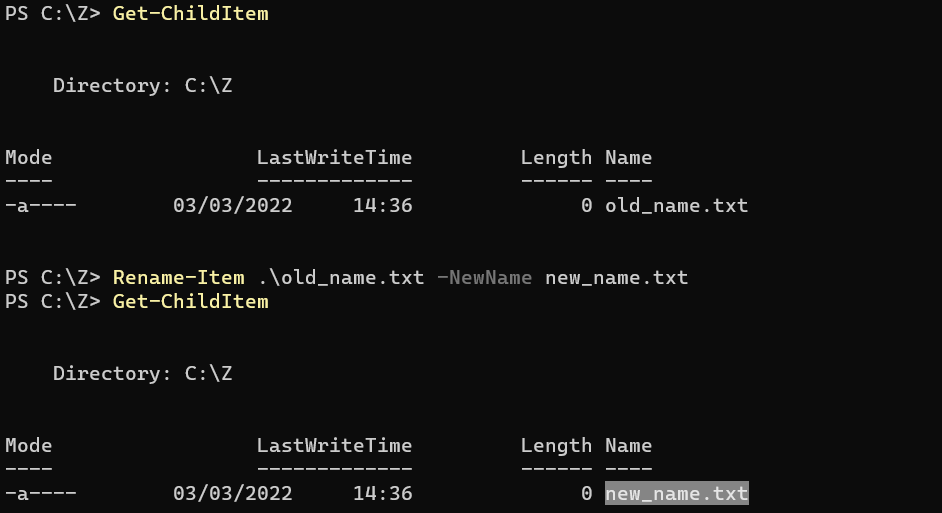 PS C:\Z> Get-ChildItem
Directory: C:\Z
Mode LastWriteTime Length Name
---- ------------- ------ ----
-a---- 03/03/2022 14:36 0 old_name.txt
PS C:\Z> Rename-Item .\old_name.txt -NewName new_name.txt
PS C:\Z> Get-ChildItem
Directory: C:\Z
Mode LastWriteTime Length Name
---- ------------- ------ ----
-a---- 03/03/2022 14:36 0 new_name.txt